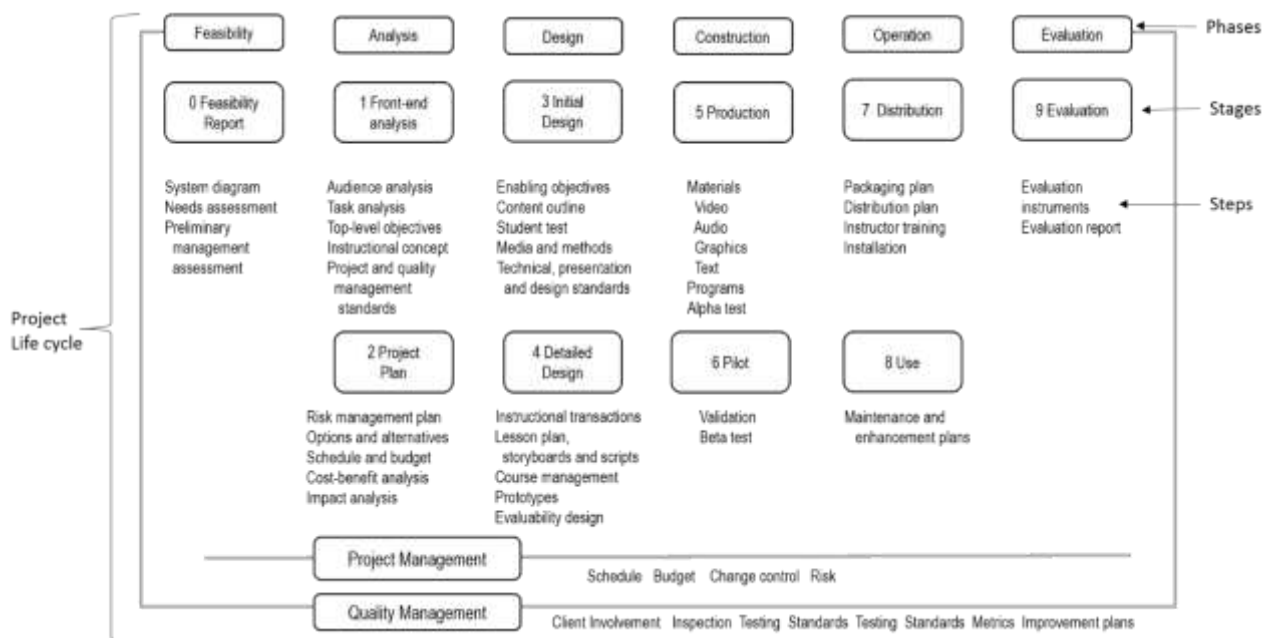 Feasibility
Analysis
Design
Construction
Operation
Evaluation
Phases
0 Feasibility
Report
1 Front-end
analysis
3 Initial
Design
5 Production
7 Distribution
9 Evaluation
Stages
System diagram
Needs assessment
Preliminary
management
assessment
Audience analysis
Task analysis
Top-level objectives
Instructional concept
Project and quality
management
standards
Enabling objectives
Content outline
Student test
Media and methods
Technical, presentation
and design standards
Materials
Video
Audio
Graphics
Text
Programs
Alpha test
Packaging plan
Distribution plan
Instructor training
Installation
Evaluation
instruments
Evaluation report
Steps
Project
Life cycle
2 Project
Plan
4 Detailed
Design
6 Pilot
8 Use
Risk management plan
Options and alternatives
Schedule and budget
Cost-benefit analysis
Impact analysis
Instructional transactions
Lesson plan,
storyboards and scripts
Course management
Prototypes
Evaluability design
Validation
Beta test
Maintenance and
enhancement plans
Project Management
Schedule Budget Change control Risk
Quality Management
Client Involvement Inspection Testing Standards Testing Standards Metrics Improvement plans